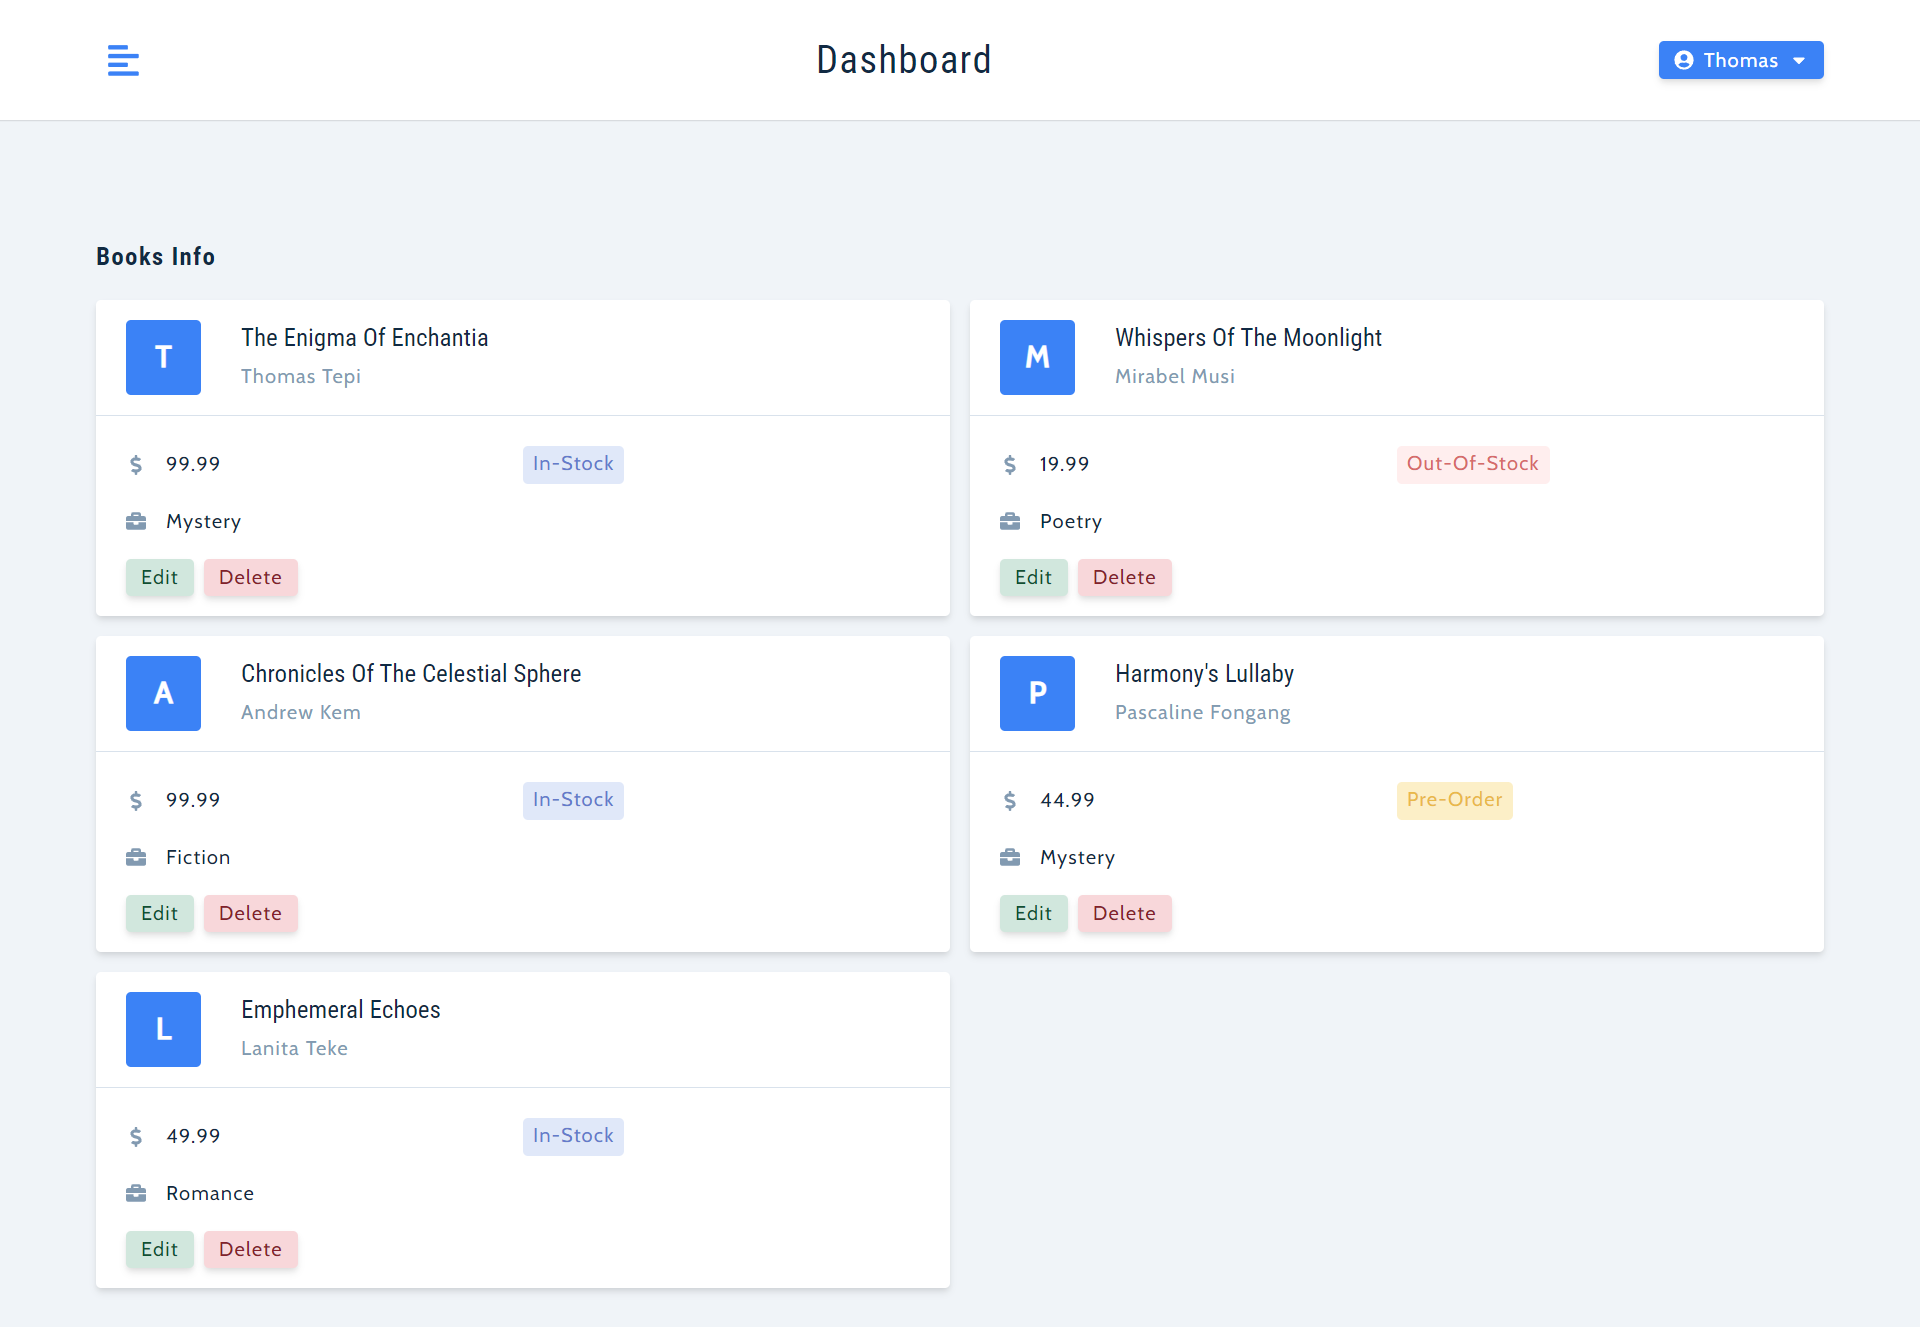 Dashboard
Thomas
Books Info
T
The Enigma Of Enchantia
Thomas Tepi
$ 99.99
In-Stock
Mystery
Edit
Delete
M
Whispers Of The Moonlight
Mirabel Musi
$ 19.99
Out-Of-Stock
Poetry
Edit
Delete
A
Chronicles Of The Celestial Sphere
Andrew Kem
$ 99.99
In-Stock
Fiction
Edit
Delete
P
Harmony's Lullaby
Pascaline Fongang
$ 44.99
Pre-Order
Mystery
Edit
Delete
L
Emphemeral Echoes
Lanita Teke
$ 49.99
In-Stock
Romance
Edit
Delete